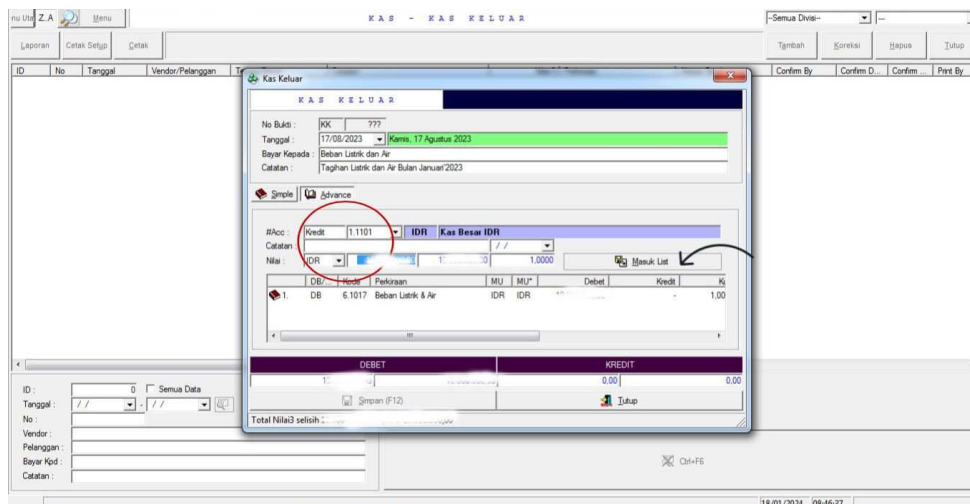 nu Uta Z..A Menu KAS - KAS KELUAR --Semua Divisi-- --
Laporan Cetak Setup Cetak Tambah Koreksi Hapus Tutup
ID No Tanggal Vendor/Pelanggan Confirm By Confirm D... Confirm ... Print By
Kas Keluar
KAS KELUAR
No Bukti : KK ???
Tanggal : 17/08/2023 Kamis, 17 Agustus 2023
Bayar Kepada : Beban Listrik dan Air
Catatan : Tagihan Listrik dan Air Bulan Januari'2023
Simple Advance
#Acc : Kredit 1.1101 IDR Kas Besar IDR
Catatan : / /
Nilai : IDR 1,0000 Masuk List
DB/... Kode Perkiraan MU MU* Debet Kredit
1. DB 6.1017 Beban Listrik & Air IDR IDR - 1,00
DEBET KREDIT
0,00 0,00
Simpan (F12) Tutup
Total Nilai3 selisih :
ID : 0 Semua Data
Tanggal : / / - / /
No :
Vendor :
Pelanggan :
Bayar Kpd :
Catatan :
Ctrl+F6
18/01/2024 08:46:37